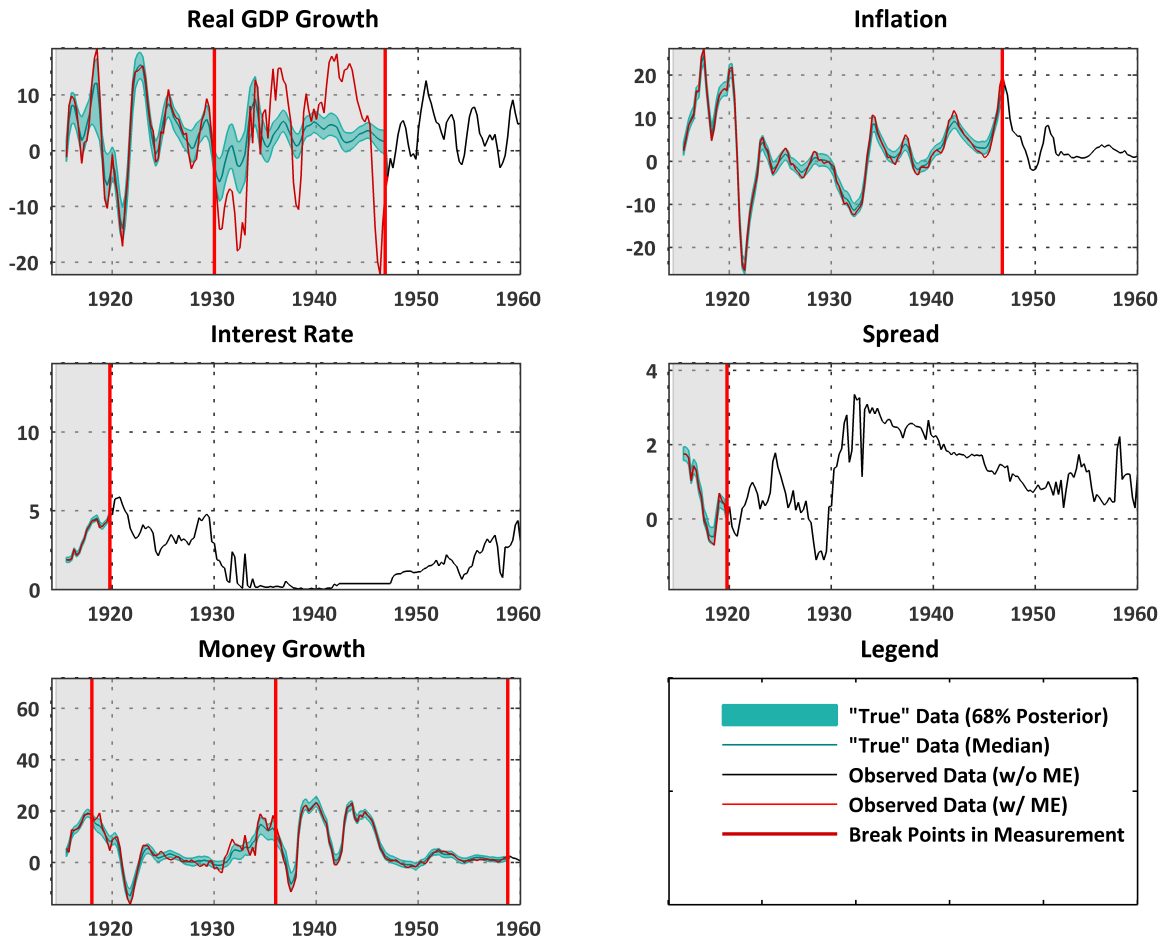 Real GDP Growth
10
0
-10
-20
1920 1930 1940 1950 1960
Inflation
20
10
0
-10
-20
1920 1930 1940 1950 1960
Interest Rate
10
5
0
1920 1930 1940 1950 1960
Spread
4
2
0
1920 1930 1940 1950 1960
Money Growth
60
40
20
0
1920 1930 1940 1950 1960
Legend
"True" Data (68% Posterior)
"True" Data (Median)
Observed Data (w/o ME)
Observed Data (w/ ME)
Break Points in Measurement